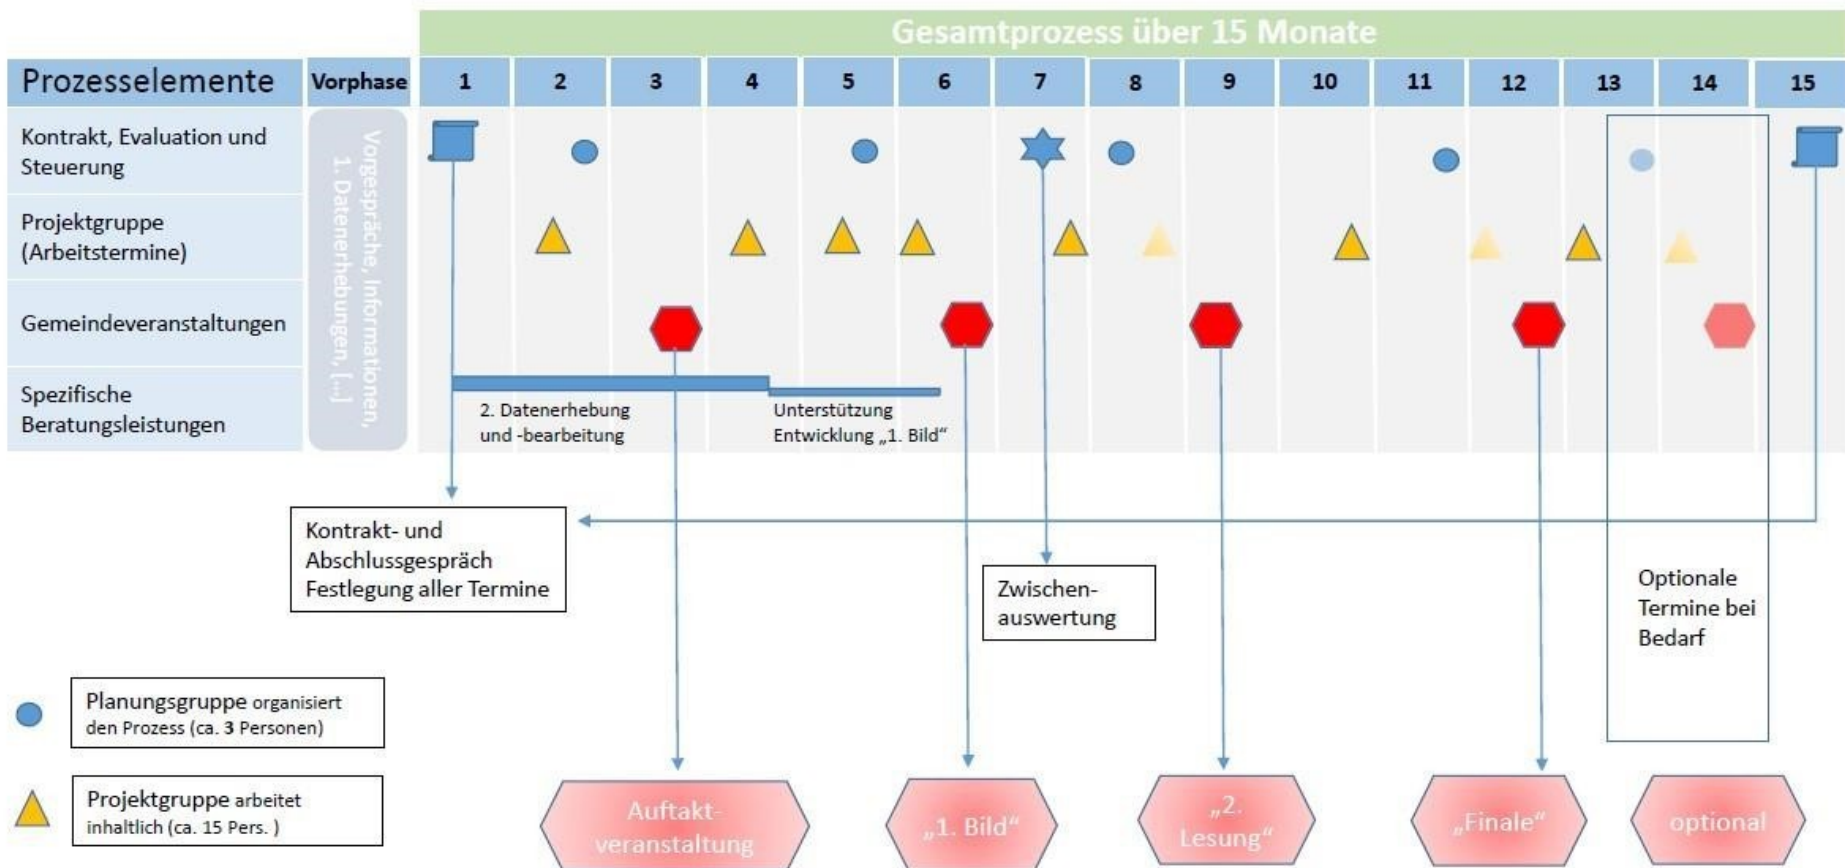 Gesamtprozess über 15 Monate
Prozesselemente
Vorphase
1
2
3
4
5
6
7
8
9
10
11
12
13
14
15
Kontrakt, Evaluation und
Steuerung
Projektgruppe
(Arbeitstermine)
Gemeindeveranstaltungen
Spezifische
Beratungsleistungen
Vorgespräche, Informationen,
1. Datenerhebungen, [...]
2. Datenerhebung
und -bearbeitung
Unterstützung
Entwicklung „1. Bild“
Kontrakt- und
Abschlussgespräch
Festlegung aller Termine
Zwischen-
auswertung
Optionale
Termine bei
Bedarf
Planungsgruppe organisiert
den Prozess (ca. 3 Personen)
Projektgruppe arbeitet
inhaltlich (ca. 15 Pers. )
Auftakt-
veranstaltung
„1. Bild“
„2.
Lesung“
„Finale“
optional